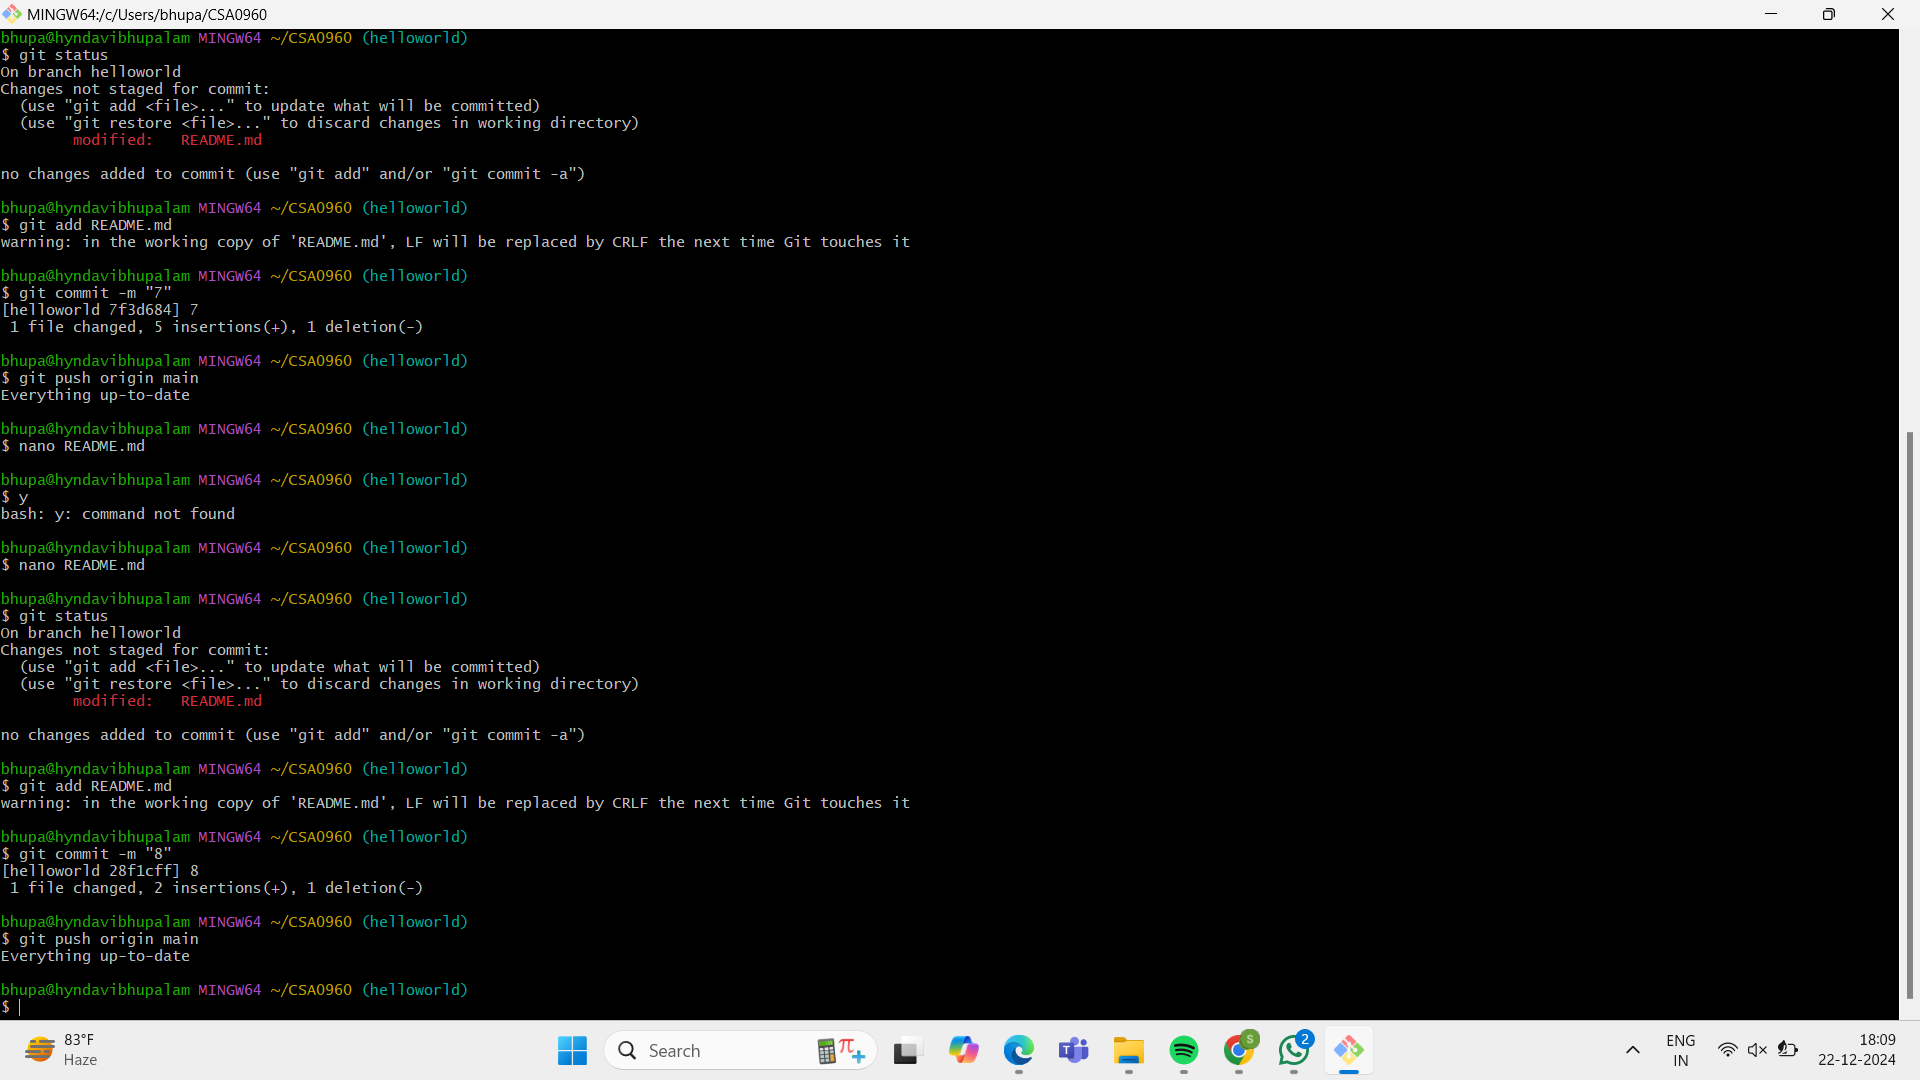 MINGW64:/c/Users/bhupa/CSA0960
bhupa@hyndavibhupalam MINGW64 ~/CSA0960 (helloworld)
$ git status
On branch helloworld
Changes not staged for commit:
  (use "git add <file>..." to update what will be committed)
  (use "git restore <file>..." to discard changes in working directory)
        modified:   README.md

no changes added to commit (use "git add" and/or "git commit -a")

bhupa@hyndavibhupalam MINGW64 ~/CSA0960 (helloworld)
$ git add README.md
warning: in the working copy of 'README.md', LF will be replaced by CRLF the next time Git touches it

bhupa@hyndavibhupalam MINGW64 ~/CSA0960 (helloworld)
$ git commit -m "7"
[helloworld 7f3d684] 7
 1 file changed, 5 insertions(+), 1 deletion(-)

bhupa@hyndavibhupalam MINGW64 ~/CSA0960 (helloworld)
$ git push origin main
Everything up-to-date

bhupa@hyndavibhupalam MINGW64 ~/CSA0960 (helloworld)
$ nano README.md

bhupa@hyndavibhupalam MINGW64 ~/CSA0960 (helloworld)
$ y
bash: y: command not found

bhupa@hyndavibhupalam MINGW64 ~/CSA0960 (helloworld)
$ nano README.md

bhupa@hyndavibhupalam MINGW64 ~/CSA0960 (helloworld)
$ git status
On branch helloworld
Changes not staged for commit:
  (use "git add <file>..." to update what will be committed)
  (use "git restore <file>..." to discard changes in working directory)
        modified:   README.md

no changes added to commit (use "git add" and/or "git commit -a")

bhupa@hyndavibhupalam MINGW64 ~/CSA0960 (helloworld)
$ git add README.md
warning: in the working copy of 'README.md', LF will be replaced by CRLF the next time Git touches it

bhupa@hyndavibhupalam MINGW64 ~/CSA0960 (helloworld)
$ git commit -m "8"
[helloworld 28f1cff] 8
 1 file changed, 2 insertions(+), 1 deletion(-)

bhupa@hyndavibhupalam MINGW64 ~/CSA0960 (helloworld)
$ git push origin main
Everything up-to-date

bhupa@hyndavibhupalam MINGW64 ~/CSA0960 (helloworld)
$
83°F
Haze
Search
S
2
ENG
IN
18:09
22-12-2024